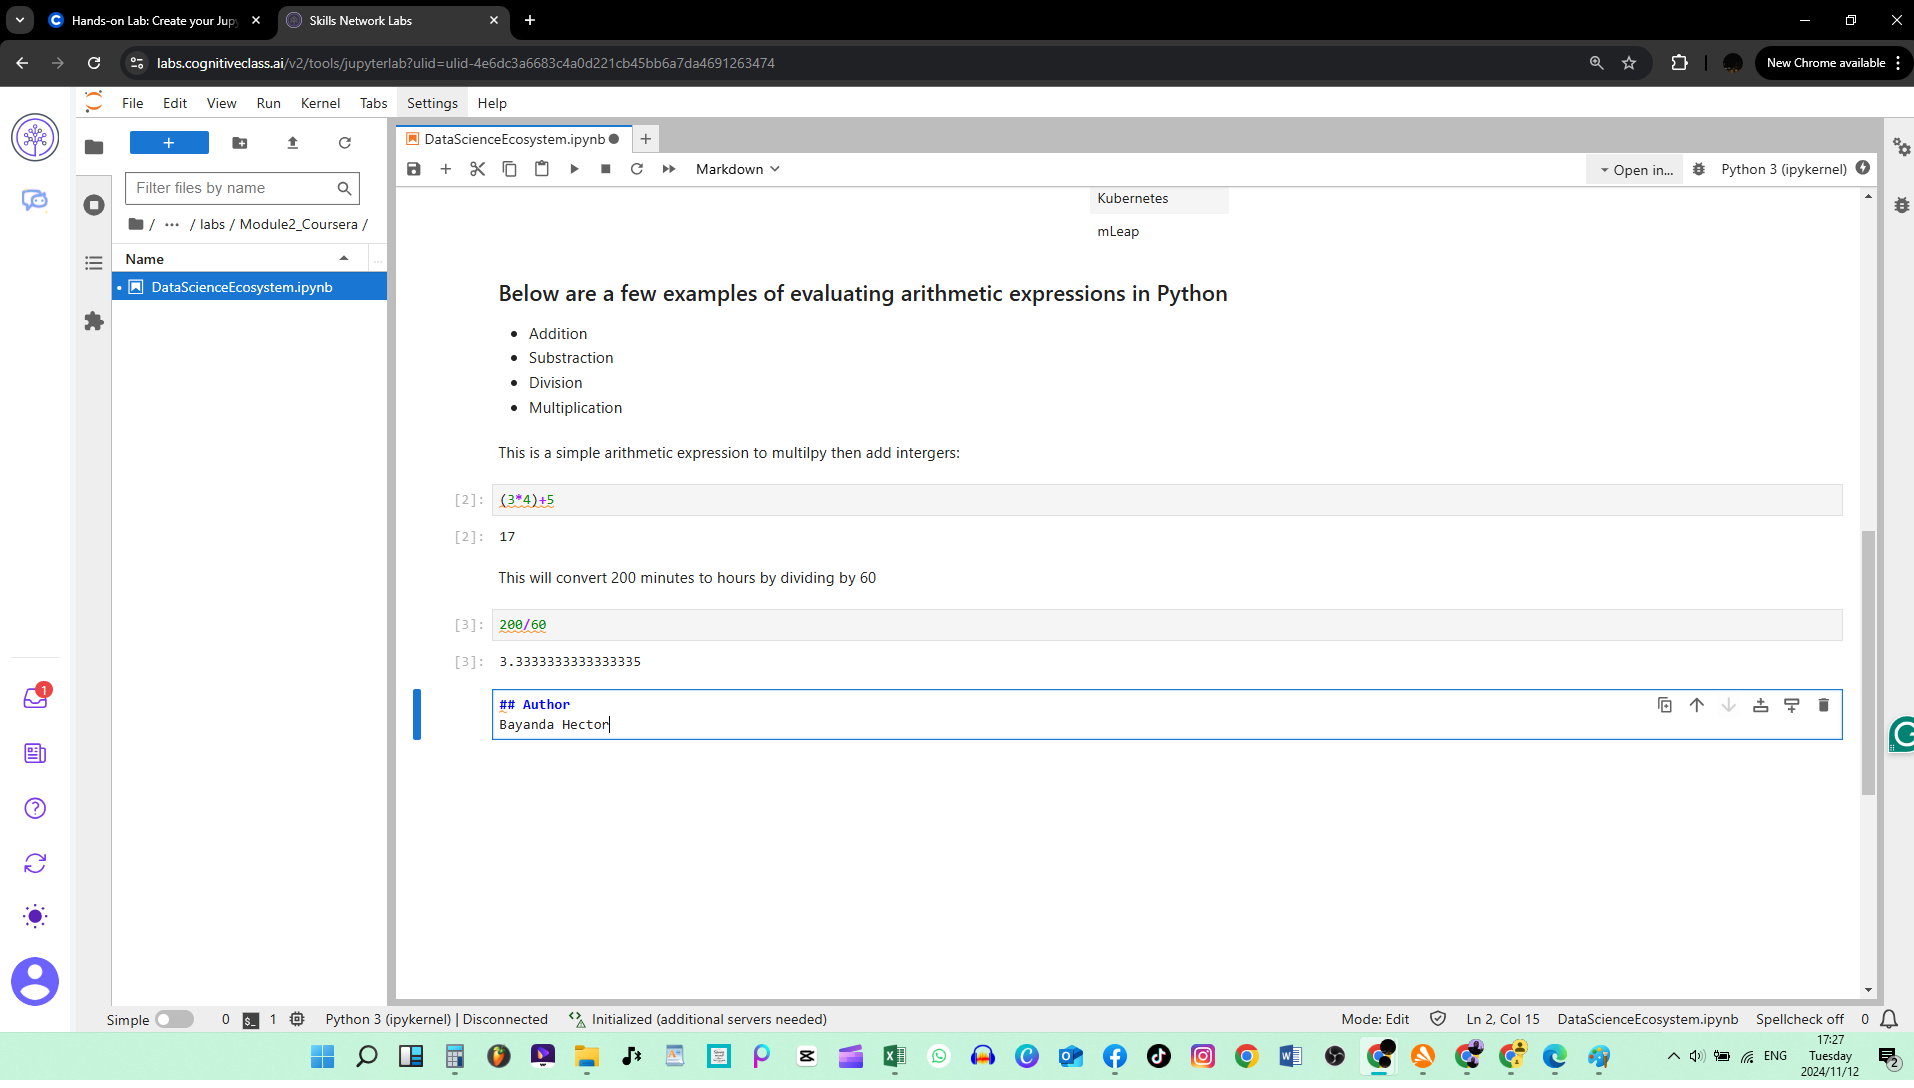 Hands-on Lab: Create your Jup
Skills Network Labs
labs.cognitiveclass.ai/v2/tools/jupyterlab?ulid=ulid-4e6dc3a6683c4a0d221cb45bb6a7da4691263474
New Chrome available
File Edit View Run Kernel Tabs Settings Help
DataScienceEcosystem.ipynb
Markdown
Open in...
Python 3 (ipykernel)
Filter files by name
/ ··· / labs / Module2_Coursera /
Name
DataScienceEcosystem.ipynb
Kubernetes
mLeap
Below are a few examples of evaluating arithmetic expressions in Python
• Addition
• Substraction
• Division
• Multiplication
This is a simple arithmetic expression to multilpy then add intergers:
[2]: (3*4)+5
[2]: 17
This will convert 200 minutes to hours by dividing by 60
[3]: 200/60
[3]: 3.3333333333333335
## Author
Bayanda Hector
1
Simple 0 1 Python 3 (ipykernel) | Disconnected Initialized (additional servers needed) Mode: Edit Ln 2, Col 15 DataScienceEcosystem.ipynb Spellcheck off 0
ENG
17:27
Tuesday
2024/11/12
2